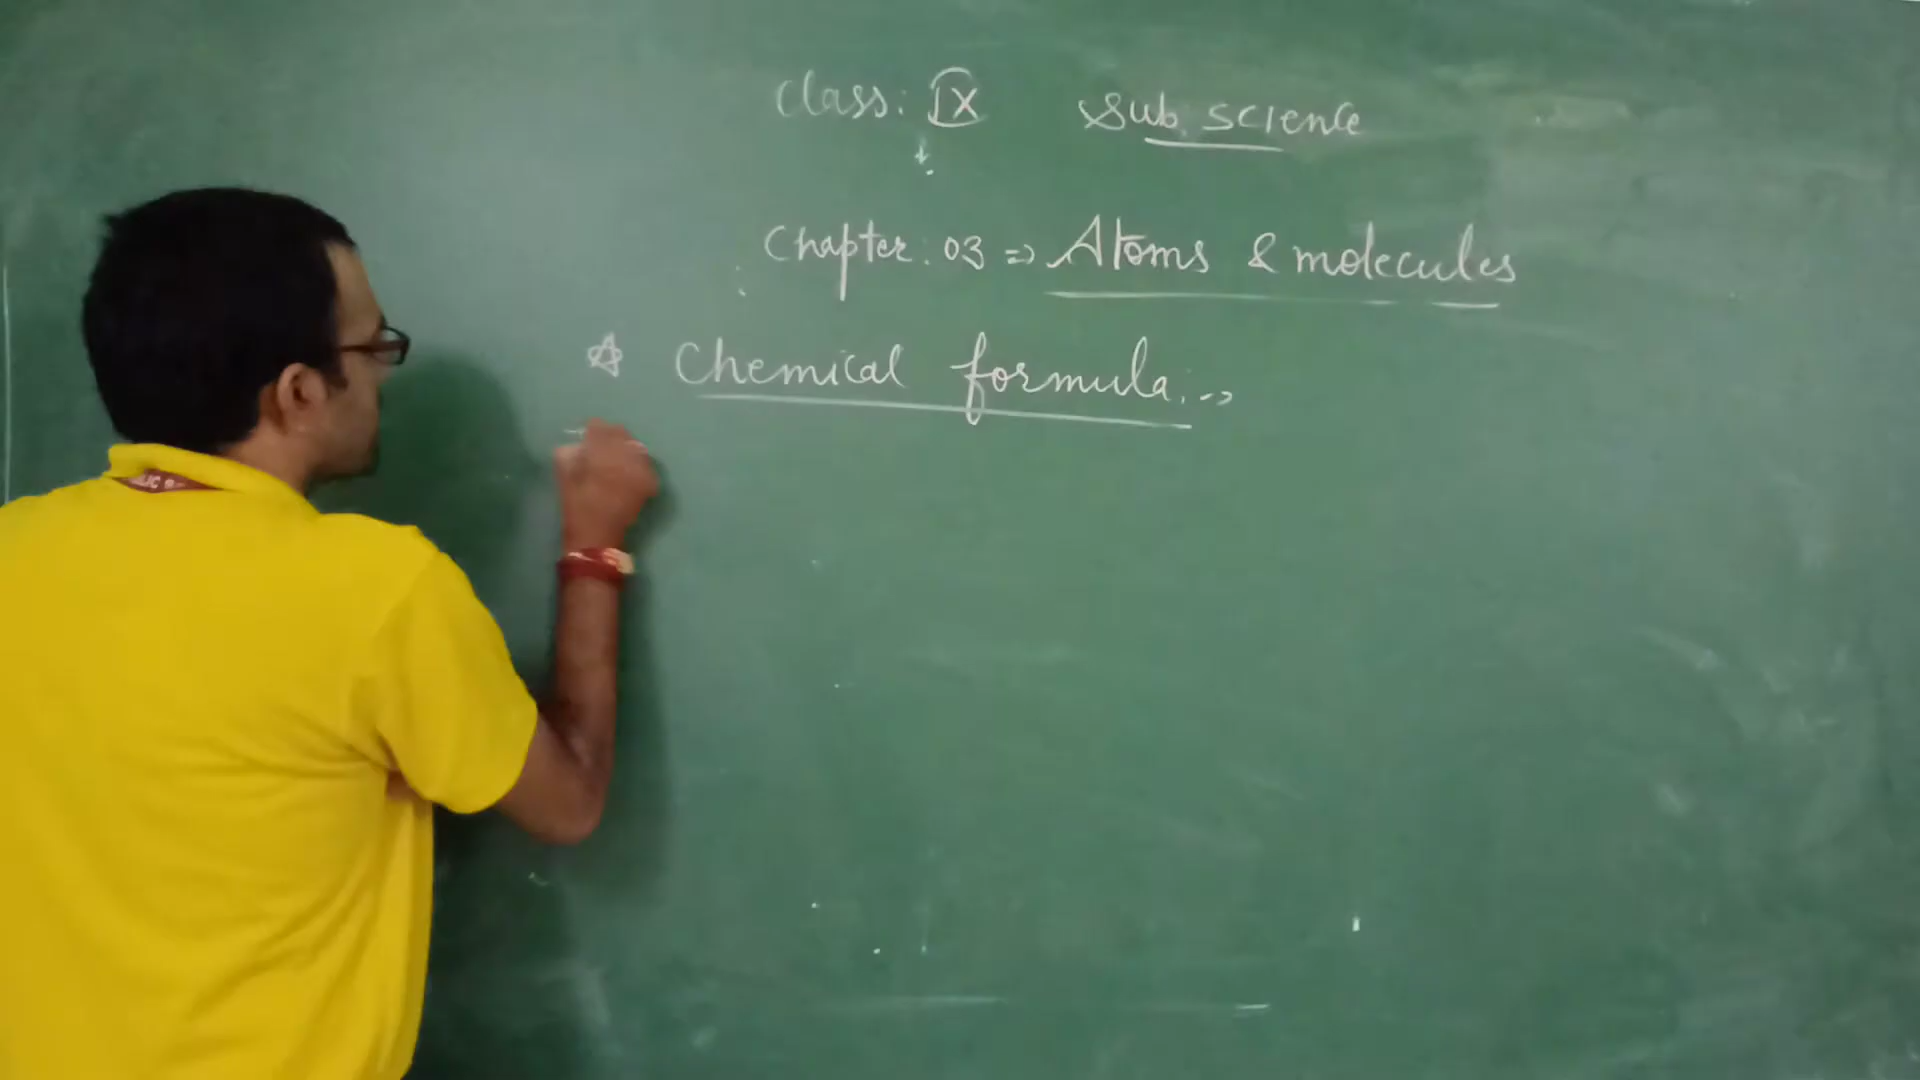 Class: IX Sub. Science
Chapter: 03 => Atoms & molecules
☆ Chemical formula:->